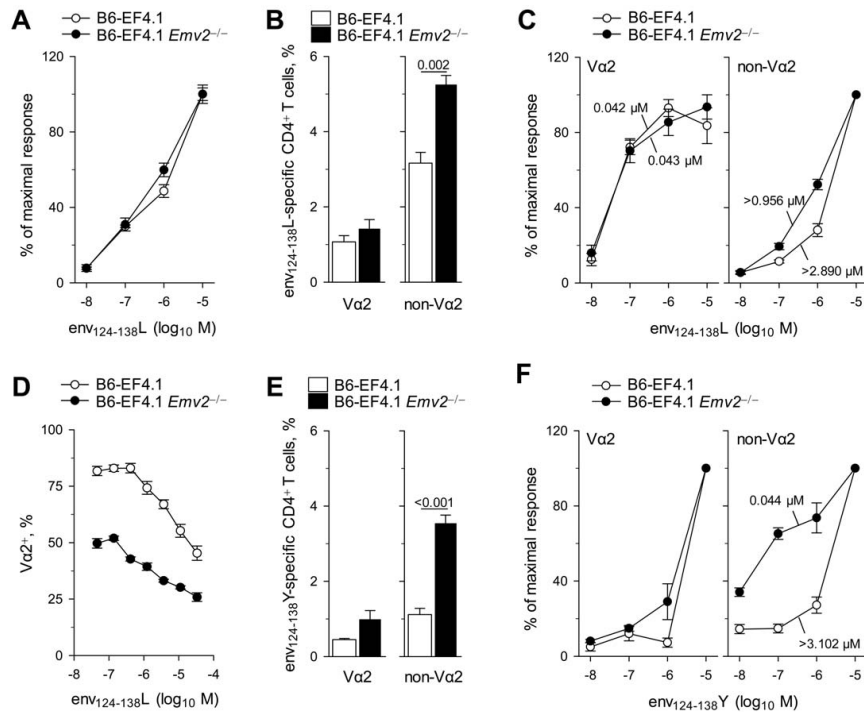 A
B6-EF4.1
B6-EF4.1 Emv2−/−
% of maximal response
120
80
40
0
-8 -7 -6 -5
env124-138L (log10 M)
B
B6-EF4.1
B6-EF4.1 Emv2−/−
env124-138L-specific CD4+ T cells, %
6
4
2
0
0.002
Vα2 non-Vα2
C
B6-EF4.1
B6-EF4.1 Emv2−/−
% of maximal response
120
80
40
0
Vα2
0.042 µM
0.043 µM
non-Vα2
>0.956 µM
>2.890 µM
-8 -7 -6 -5 -8 -7 -6 -5
env124-138L (log10 M)
D
B6-EF4.1
B6-EF4.1 Emv2−/−
Vα2+, %
100
75
50
25
0
-8 -7 -6 -5 -4
env124-138L (log10 M)
E
B6-EF4.1
B6-EF4.1 Emv2−/−
env124-138Y-specific CD4+ T cells, %
6
4
2
0
<0.001
Vα2 non-Vα2
F
B6-EF4.1
B6-EF4.1 Emv2−/−
% of maximal response
120
80
40
0
Vα2
non-Vα2
0.044 µM
>3.102 µM
-8 -7 -6 -5 -8 -7 -6 -5
env124-138Y (log10 M)